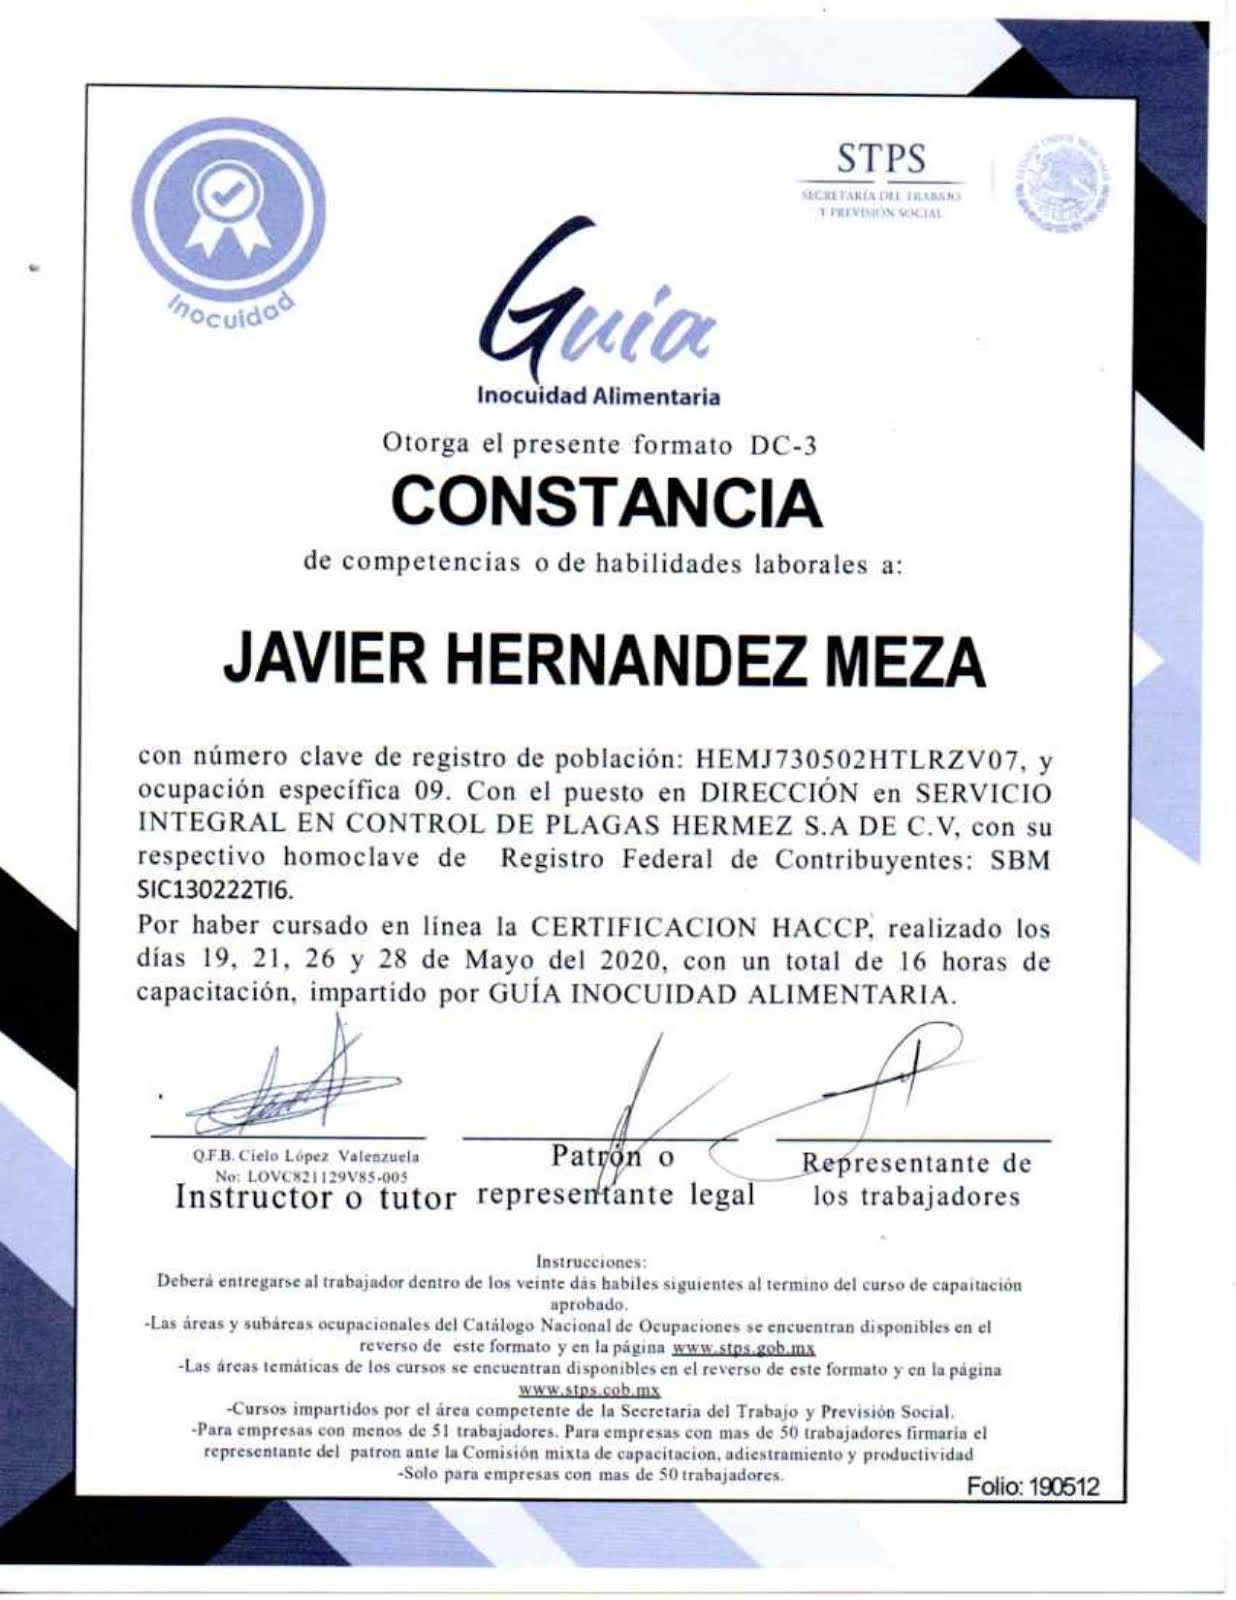 STPS
SECRETARÍA DEL TRABAJO
Y PREVISIÓN SOCIAL
Inocuidad
Guía
Inocuidad Alimentaria
Otorga el presente formato DC-3
CONSTANCIA
de competencias o de habilidades laborales a:
JAVIER HERNANDEZ MEZA
con número clave de registro de población: HEMJ730502HTLRZV07, y
ocupación específica 09. Con el puesto en DIRECCIÓN en SERVICIO
INTEGRAL EN CONTROL DE PLAGAS HERMEZ S.A DE C.V, con su
respectivo homoclave de Registro Federal de Contribuyentes: SBM
SIC130222TI6.
Por haber cursado en línea la CERTIFICACION HACCP, realizado los
días 19, 21, 26 y 28 de Mayo del 2020, con un total de 16 horas de
capacitación, impartido por GUÍA INOCUIDAD ALIMENTARIA.
Q.F.B. Cielo López Valenzuela
No: LOVC821129V85-005
Instructor o tutor
Patrón o
representante legal
Representante de
los trabajadores
Instrucciones:
Deberá entregarse al trabajador dentro de los veinte dás habiles siguientes al termino del curso de capaitación
aprobado.
-Las áreas y subáreas ocupacionales del Catálogo Nacional de Ocupaciones se encuentran disponibles en el
reverso de este formato y en la página www.stps.gob.mx
-Las áreas temáticas de los cursos se encuentran disponibles en el reverso de este formato y en la página
www.stps.cob.mx
-Cursos impartidos por el área competente de la Secretaria del Trabajo y Previsión Social.
-Para empresas con menos de 51 trabajadores. Para empresas con mas de 50 trabajadores firmaria el
representante del patron ante la Comisión mixta de capacitacion, adiestramiento y productividad
-Solo para empresas con mas de 50 trabajadores.
Folio: 190512